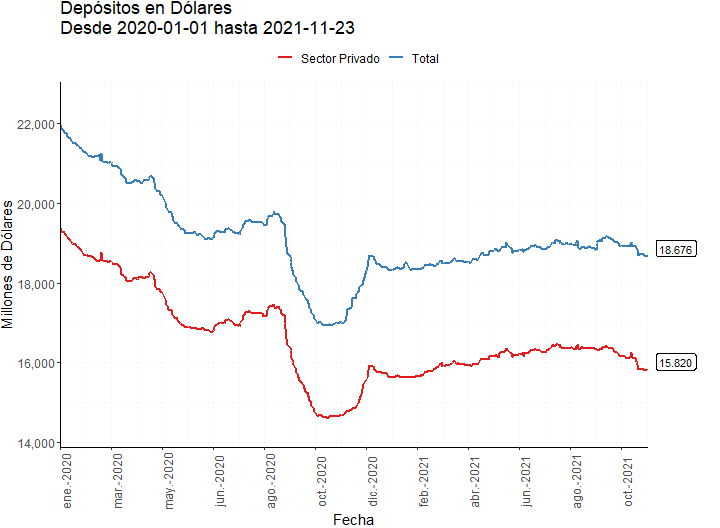 Depósitos en Dólares
Desde 2020-01-01 hasta 2021-11-23
Sector Privado
Total
Millones de Dólares
22,000
20,000
18,000
16,000
14,000
18.676
15.820
ene.-2020
mar.-2020
may.-2020
jun.-2020
ago.-2020
oct.-2020
dic.-2020
feb.-2021
abr.-2021
jun.-2021
ago.-2021
oct.-2021
Fecha